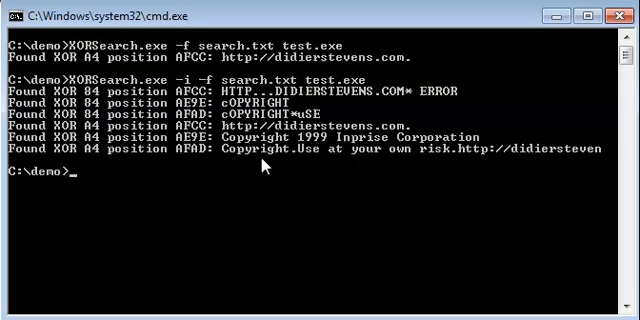 C:\Windows\system32\cmd.exe
C:\demo>XORSearch.exe -f search.txt test.exe
Found XOR A4 position AFCC: http://didierstevens.com.
C:\demo>XORSearch.exe -i -f search.txt test.exe
Found XOR 84 position AFCC: HTTP...DIDIERSTEVENS.COM* ERROR
Found XOR 84 position AE9E: cOPYRIGHT
Found XOR 84 position AFAD: cOPYRIGHT*uSE
Found XOR A4 position AFCC: http://didierstevens.com.
Found XOR A4 position AE9E: Copyright 1999 Inprise Corporation
Found XOR A4 position AFAD: Copyright.Use at your own risk.http://didiersteven
C:\demo>_